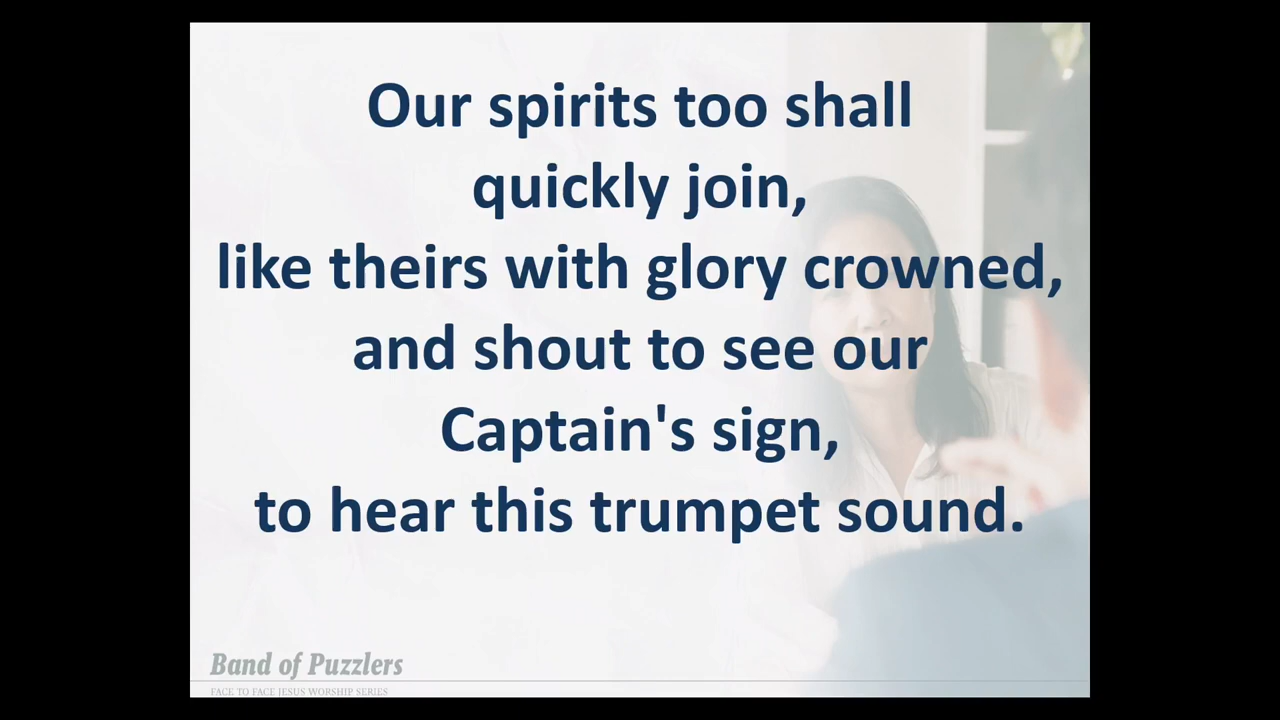 Our spirits too shall
quickly join,
like theirs with glory crowned,
and shout to see our
Captain's sign,
to hear this trumpet sound.
Band of Puzzlers
FACE TO FACE JESUS WORSHIP SERIES